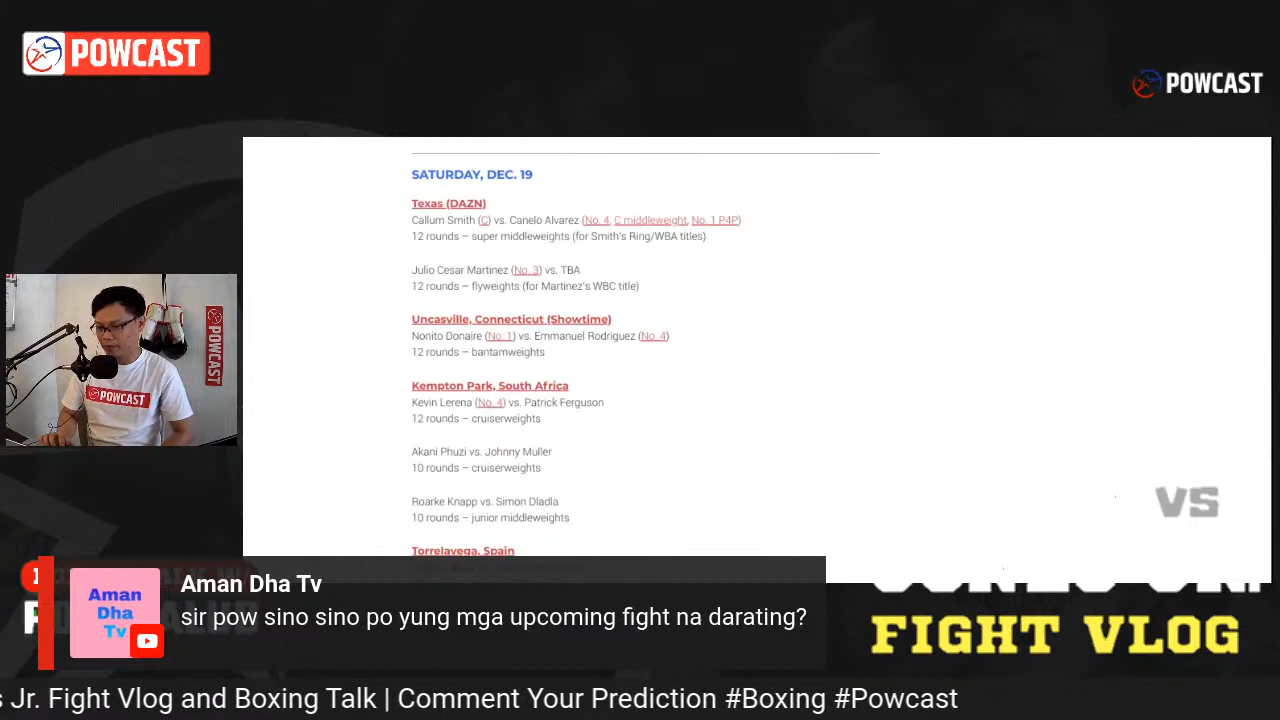 POWCAST
POWCAST
SATURDAY, DEC. 19
Texas (DAZN)
Callum Smith (C) vs. Canelo Alvarez (No. 4, C middleweight, No. 1 P4P)
12 rounds – super middleweights (for Smith's Ring/WBA titles)
Julio Cesar Martinez (No. 3) vs. TBA
12 rounds – flyweights (for Martinez's WBC title)
Uncasville, Connecticut (Showtime)
Nonito Donaire (No. 1) vs. Emmanuel Rodriguez (No. 4)
12 rounds – bantamweights
Kempton Park, South Africa
Kevin Lerena (No. 4) vs. Patrick Ferguson
12 rounds – cruiserweights
Akani Phuzi vs. Johnny Muller
10 rounds – cruiserweights
Roarke Knapp vs. Simon Dladla
10 rounds – junior middleweights
Torrelavega, Spain
POWCAST
POWCAST
VS
Aman Dha Tv
sir pow sino sino po yung mga upcoming fight na darating?
Aman
Dha
Tv
FIGHT VLOG
s Jr. Fight Vlog and Boxing Talk | Comment Your Prediction #Boxing #Powcast